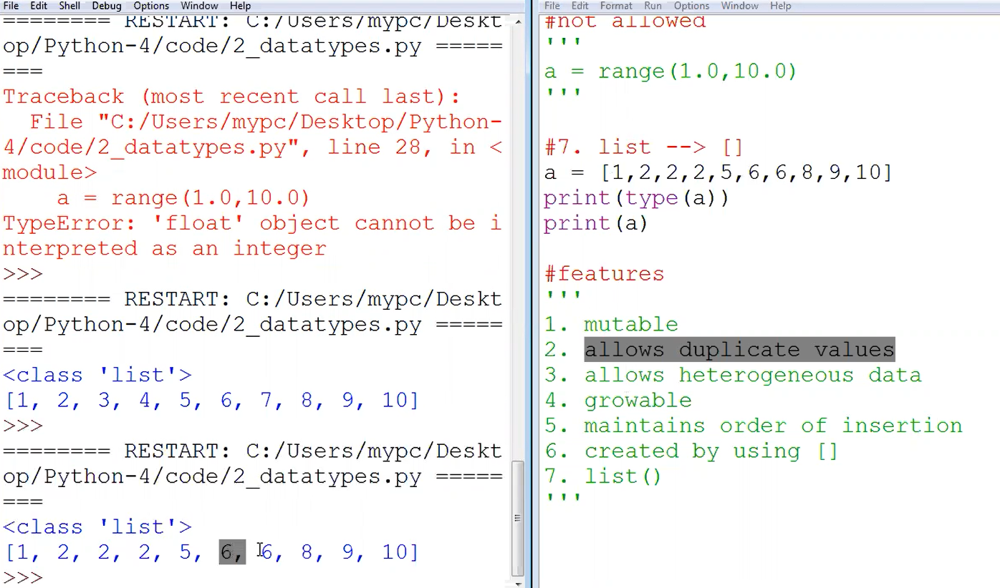 File Edit Shell Debug Options Window Help
======== RESTART: C:/Users/mypc/Deskt
op/Python-4/code/2_datatypes.py =====
===
Traceback (most recent call last):
  File "C:/Users/mypc/Desktop/Python-
4/code/2_datatypes.py", line 28, in <
module>
    a = range(1.0,10.0)
TypeError: 'float' object cannot be i
nterpreted as an integer
>>>
======== RESTART: C:/Users/mypc/Deskt
op/Python-4/code/2_datatypes.py =====
===
<class 'list'>
[1, 2, 3, 4, 5, 6, 7, 8, 9, 10]
>>>
======== RESTART: C:/Users/mypc/Deskt
op/Python-4/code/2_datatypes.py =====
===
<class 'list'>
[1, 2, 2, 2, 5, 6, 6, 8, 9, 10]
>>>
File Edit Format Run Options Window Help
#not allowed
'''
a = range(1.0,10.0)
'''
#7. list --> []
a = [1,2,2,2,5,6,6,8,9,10]
print(type(a))
print(a)
#features
'''
1. mutable
2. allows duplicate values
3. allows heterogeneous data
4. growable
5. maintains order of insertion
6. created by using []
7. list()
'''